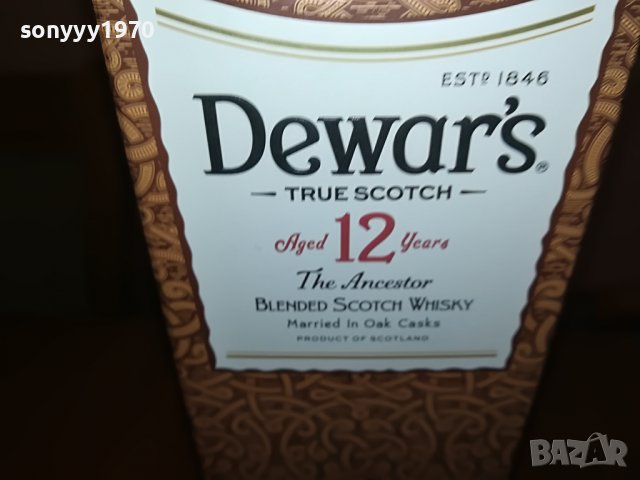 sonyyy1970
ESTD 1846
Dewar's®
TRUE SCOTCH
Aged 12 Years
The Ancestor
BLENDED SCOTCH WHISKY
Married In Oak Casks
PRODUCT OF SCOTLAND
BAZAR